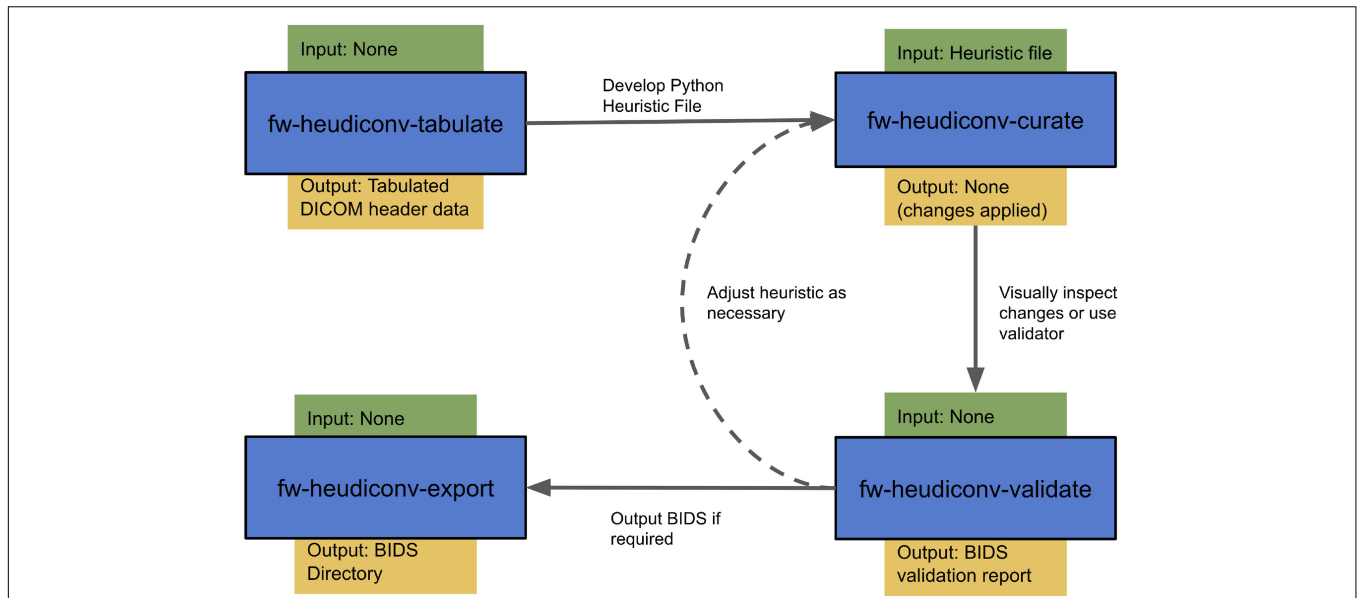 Input: None
fw-heudiconv-tabulate
Output: Tabulated
DICOM header data
Develop Python
Heuristic File
Input: Heuristic file
fw-heudiconv-curate
Output: None
(changes applied)
Adjust heuristic as
necessary
Visually inspect
changes or use
validator
Input: None
fw-heudiconv-export
Output: BIDS
Directory
Output BIDS if
required
Input: None
fw-heudiconv-validate
Output: BIDS
validation report